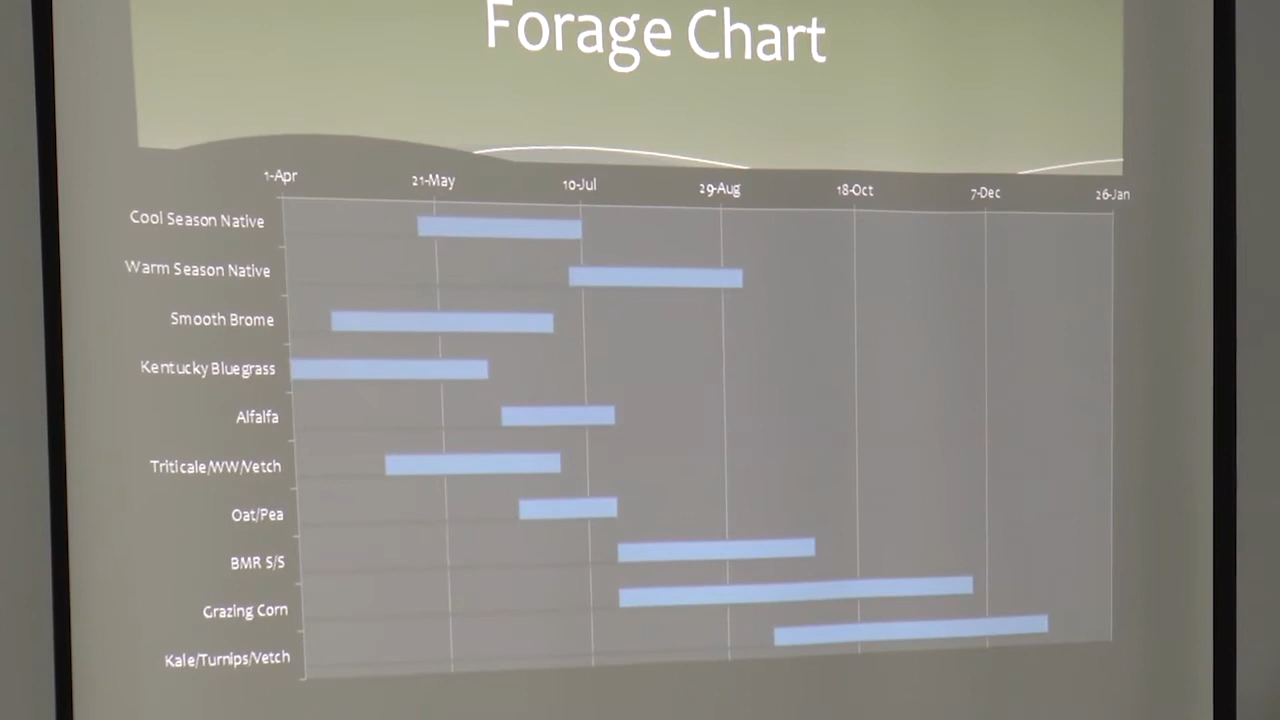 Forage Chart
1-Apr 21-May 10-Jul 29-Aug 18-Oct 7-Dec 26-Jan
Cool Season Native
Warm Season Native
Smooth Brome
Kentucky Bluegrass
Alfalfa
Triticale/WW/Vetch
Oat/Pea
BMR S/S
Grazing Corn
Kale/Turnips/Vetch